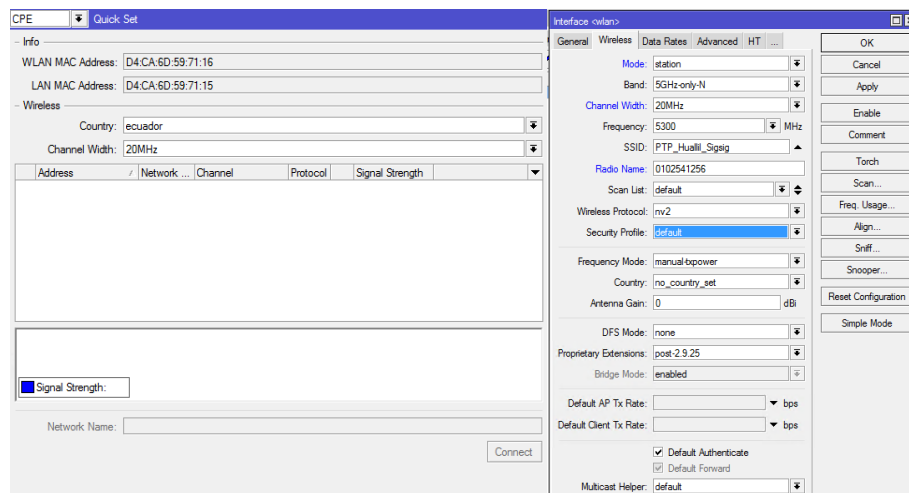 CPE Quick Set
Info
WLAN MAC Address: D4:CA:6D:59:71:16
LAN MAC Address: D4:CA:6D:59:71:15
Wireless
Country: ecuador
Channel Width: 20MHz
Address Network ... Channel Protocol Signal Strength
Signal Strength:
Network Name:
Connect
Interface <wlan>
General Wireless Data Rates Advanced HT ...
Mode: station
Band: 5GHz-only-N
Channel Width: 20MHz
Frequency: 5300 MHz
SSID: PTP_Huallil_Sigsig
Radio Name: 0102541256
Scan List: default
Wireless Protocol: nv2
Security Profile: default
Frequency Mode: manual-txpower
Country: no_country_set
Antenna Gain: 0 dBi
DFS Mode: none
Proprietary Extensions: post-2.9.25
Bridge Mode: enabled
Default AP Tx Rate: bps
Default Client Tx Rate: bps
Default Authenticate
Default Forward
Multicast Helper: default
OK
Cancel
Apply
Enable
Comment
Torch
Scan...
Freq. Usage...
Align...
Sniff...
Snooper...
Reset Configuration
Simple Mode